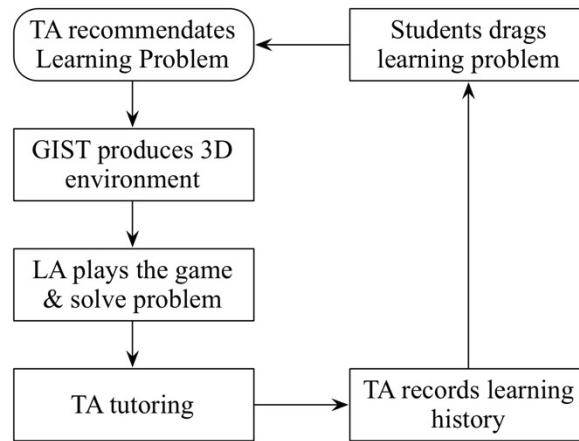 TA recommendates
Learning Problem
Students drags
learning problem
GIST produces 3D
environment
LA plays the game
& solve problem
TA tutoring
TA records learning
history